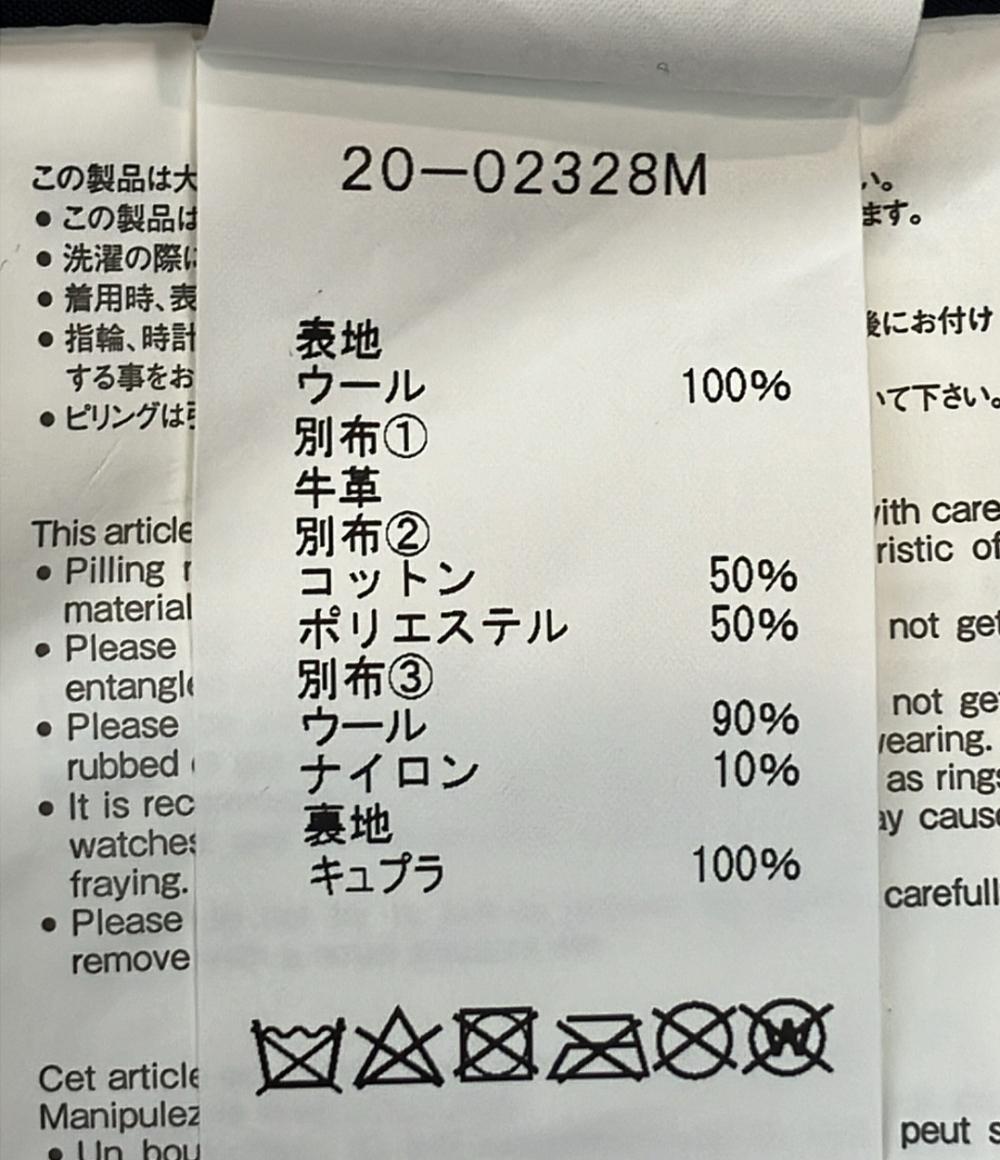 20−02328M
表地
ウール 100%
別布①
牛革
別布②
コットン 50%
ポリエステル 50%
別布③
ウール 90%
ナイロン 10%
裏地
キュプラ 100%
W
この製品は大
● この製品は
● 洗濯の際に
● 着用時、表
● 指輪、時計
する事をお
● ピリングは
This article
● Pilling
material
● Please
● Please
rubbed
● It is rec
watches
fraying.
● Please
remove
Cet article
Manipulez
● Un bou
い。
ます。
後にお付け
いて下さい。
with care
ristic of
not get
not ge
wearing.
as rings
ay cause
carefull
peut s